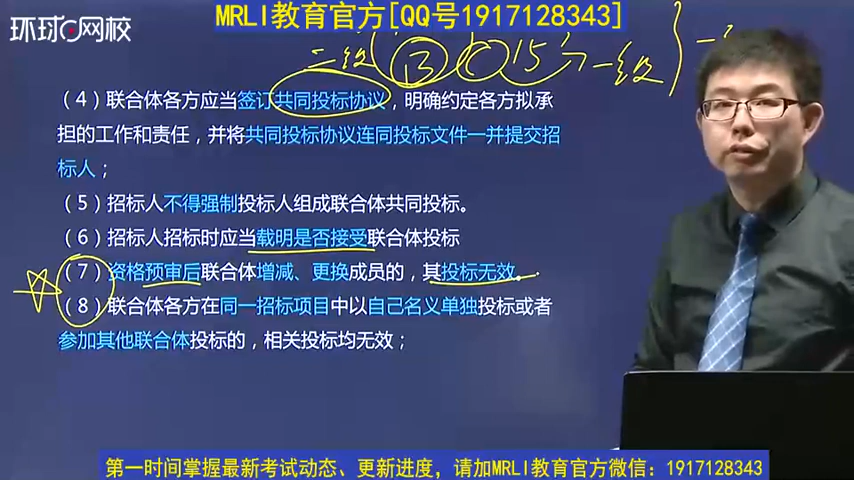 MRLI教育官方[QQ号1917128343]
环球网校
二级 B C 15个 一级
（4）联合体各方应当签订共同投标协议，明确约定各方拟承
担的工作和责任，并将共同投标协议连同投标文件一并提交招
标人；
（5）招标人不得强制投标人组成联合体共同投标。
（6）招标人招标时应当载明是否接受联合体投标
（7）资格预审后联合体增减、更换成员的，其投标无效。
（8）联合体各方在同一招标项目中以自己名义单独投标或者
参加其他联合体投标的，相关投标均无效；
第一时间掌握最新考试动态、更新进度，请加MRLI教育官方微信：1917128343